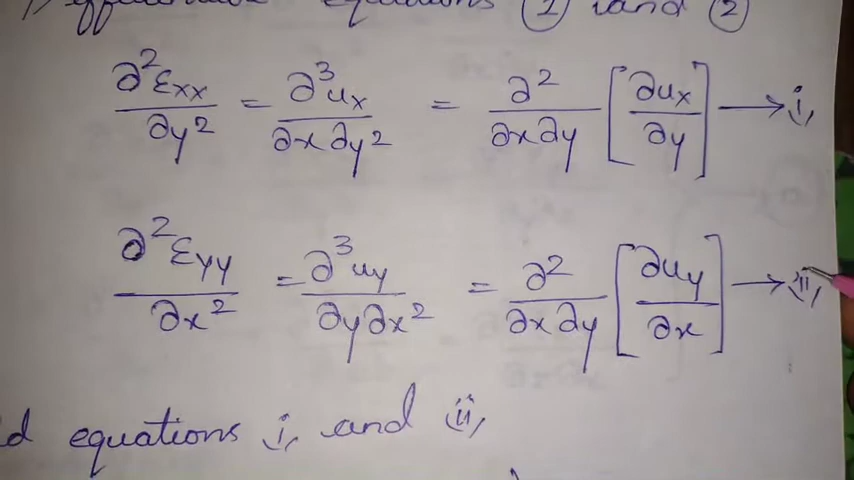 equations ① and ②
∂²εxx/∂y² = ∂³ux/∂x∂y² = ∂²/∂x∂y [∂ux/∂y] → i,
∂²εyy/∂x² = ∂³uy/∂y∂x² = ∂²/∂x∂y [∂uy/∂x] → ii,
equations i, and ii,